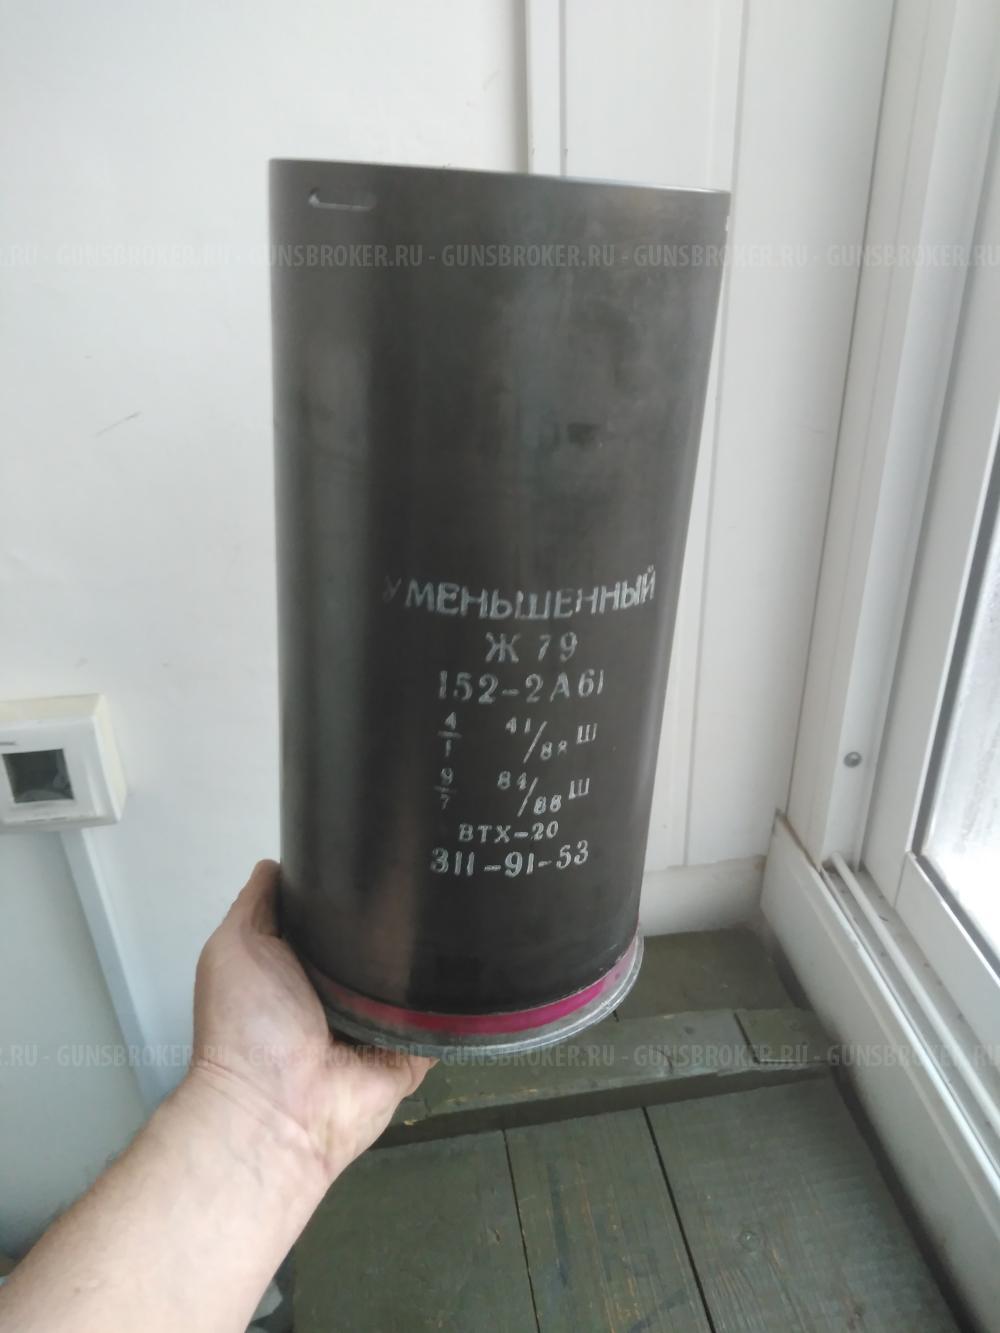 GUNSBROKER.RU - GUNSBROKER.RU - GUNSBROKER.RU - GUNSBROKER.RU
УМЕНЬШЕННЫЙ
Ж 79
152-2А61
4/1 41/88 Ш
9/7 84/88 Ш
ВТХ-20
311-91-53
.RU - GUNSBROKER.RU - GUNSBROKER.RU - GUNSBROKER.RU - GUNSBROKER.RU